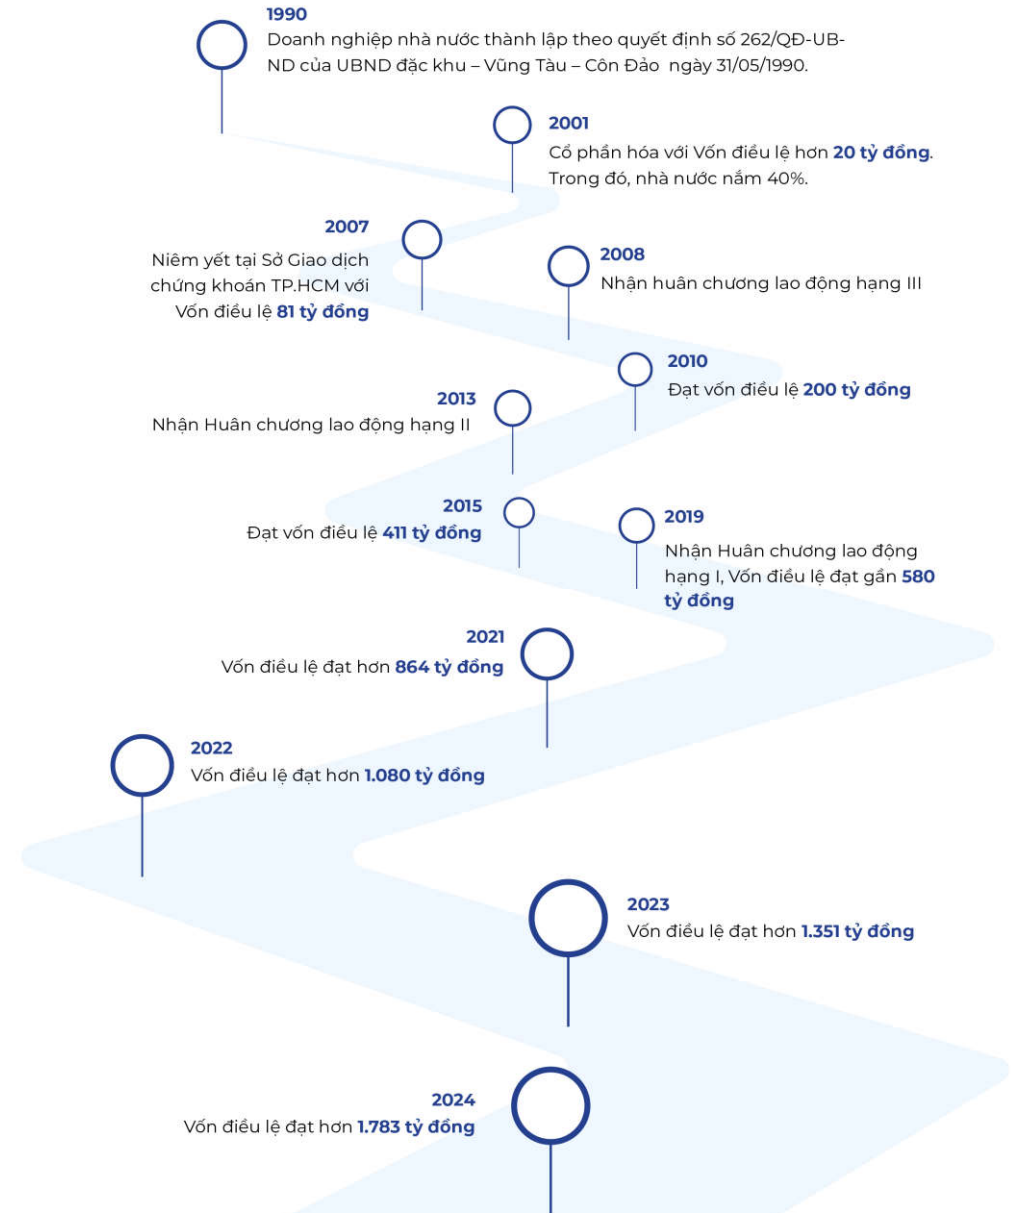 1990
Doanh nghiệp nhà nước thành lập theo quyết định số 262/QĐ-UB-
ND của UBND đặc khu – Vũng Tàu – Côn Đảo  ngày 31/05/1990.
2001
Cổ phần hóa với Vốn điều lệ hơn 20 tỷ đồng.
Trong đó, nhà nước nắm 40%.
2007
Niêm yết tại Sở Giao dịch
chứng khoán TP.HCM với
Vốn điều lệ 81 tỷ đồng
2008
Nhận huân chương lao động hạng III
2010
Đạt vốn điều lệ 200 tỷ đồng
2013
Nhận Huân chương lao động hạng II
2015
Đạt vốn điều lệ 411 tỷ đồng
2019
Nhận Huân chương lao động
hạng I, Vốn điều lệ đạt gần 580
tỷ đồng
2021
Vốn điều lệ đạt hơn 864 tỷ đồng
2022
Vốn điều lệ đạt hơn 1.080 tỷ đồng
2023
Vốn điều lệ đạt hơn 1.351 tỷ đồng
2024
Vốn điều lệ đạt hơn 1.783 tỷ đồng